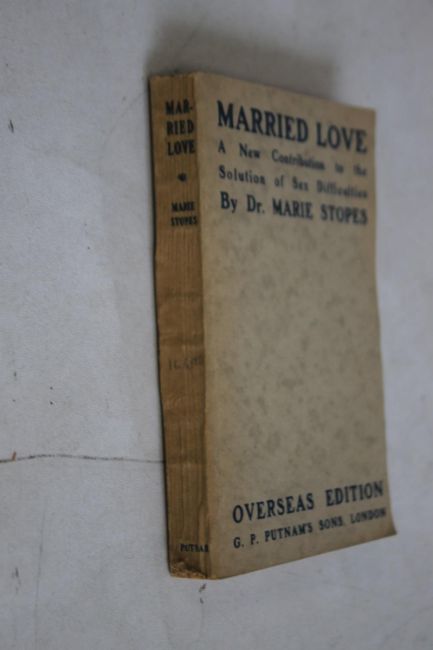 MAR-
RIED
LOVE
MARIE
STOPES
MARRIED LOVE
A New Contribution to the
Solution of Sex Difficulties
By Dr. MARIE STOPES
OVERSEAS EDITION
G. P. PUTNAM'S SONS, LONDON